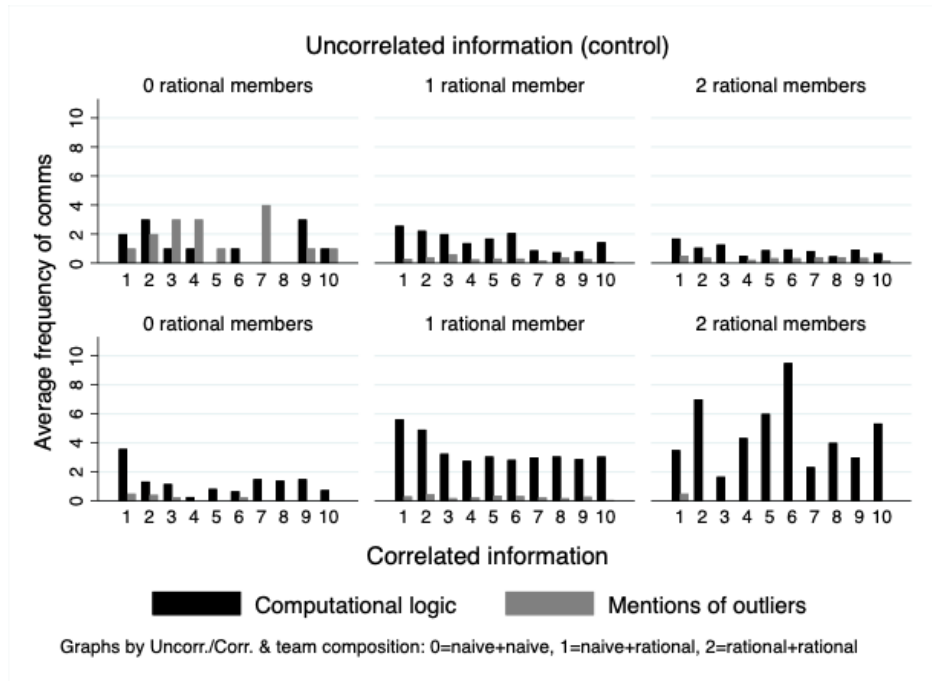 Uncorrelated information (control)
0 rational members
1 rational member
2 rational members
Average frequency of comms
0 2 4 6 8 10
1 2 3 4 5 6 7 8 9 10
1 2 3 4 5 6 7 8 9 10
1 2 3 4 5 6 7 8 9 10
0 rational members
1 rational member
2 rational members
0 2 4 6 8 10
1 2 3 4 5 6 7 8 9 10
1 2 3 4 5 6 7 8 9 10
1 2 3 4 5 6 7 8 9 10
Correlated information
Computational logic
Mentions of outliers
Graphs by Uncorr./Corr. & team composition: 0=naive+naive, 1=naive+rational, 2=rational+rational